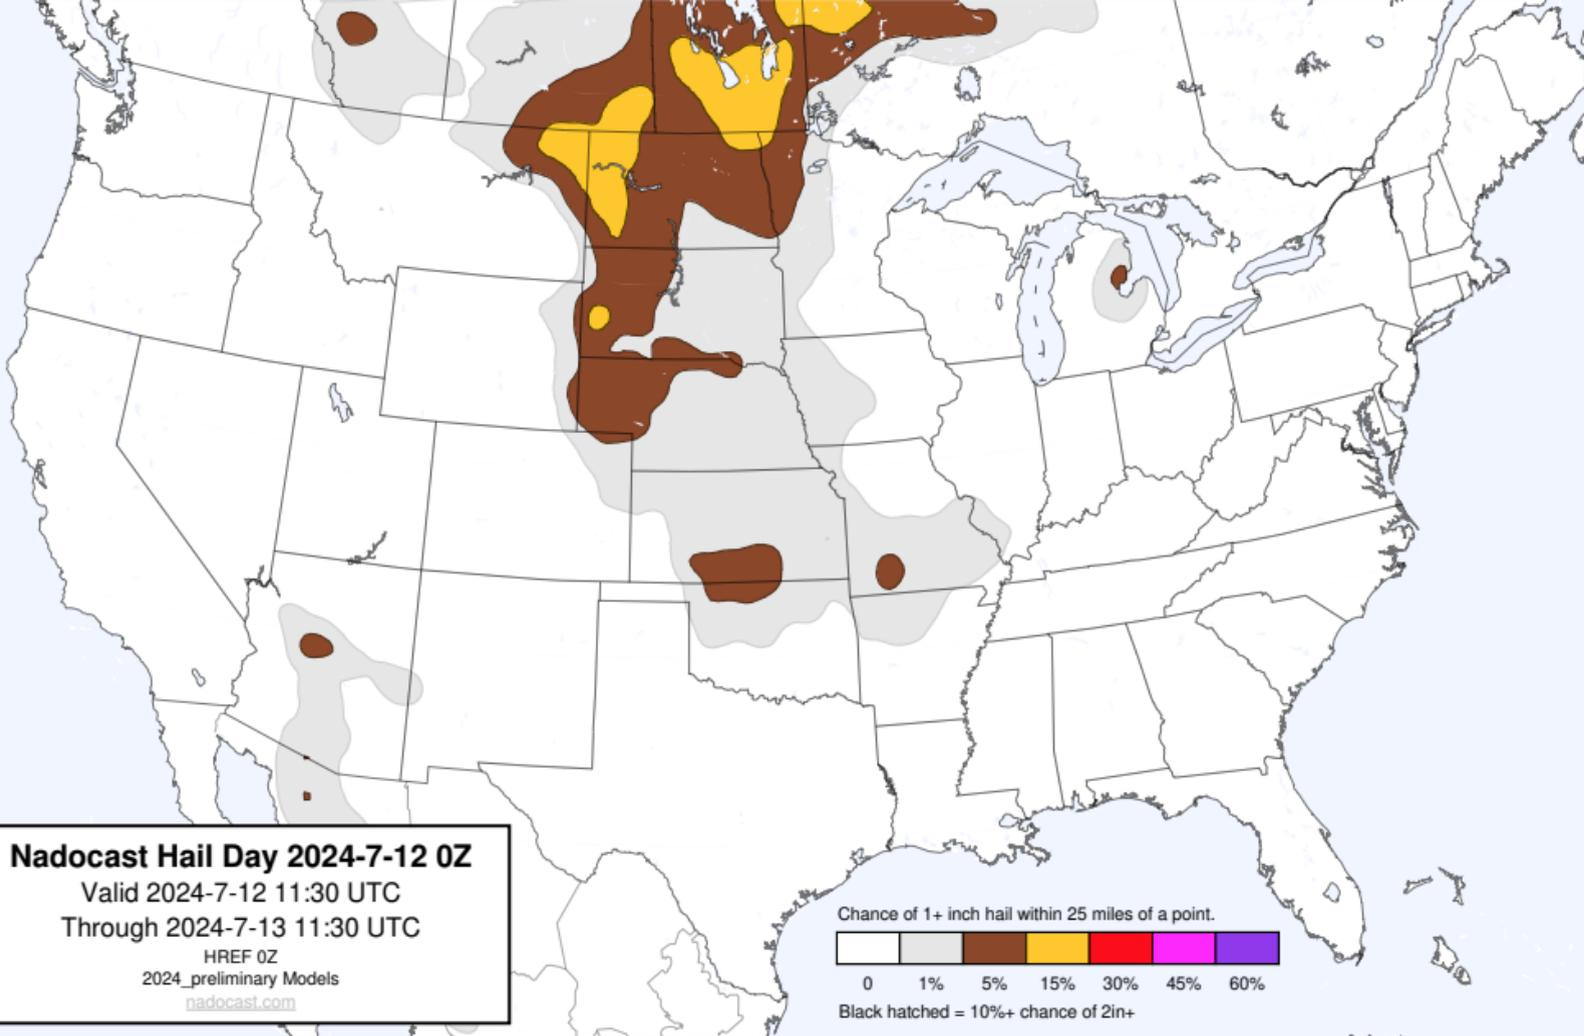 Nadocast Hail Day 2024-7-12 0Z
Valid 2024-7-12 11:30 UTC
Through 2024-7-13 11:30 UTC
HREF 0Z
2024_preliminary Models
nadocast.com
Chance of 1+ inch hail within 25 miles of a point.
0 1% 5% 15% 30% 45% 60%
Black hatched = 10%+ chance of 2in+